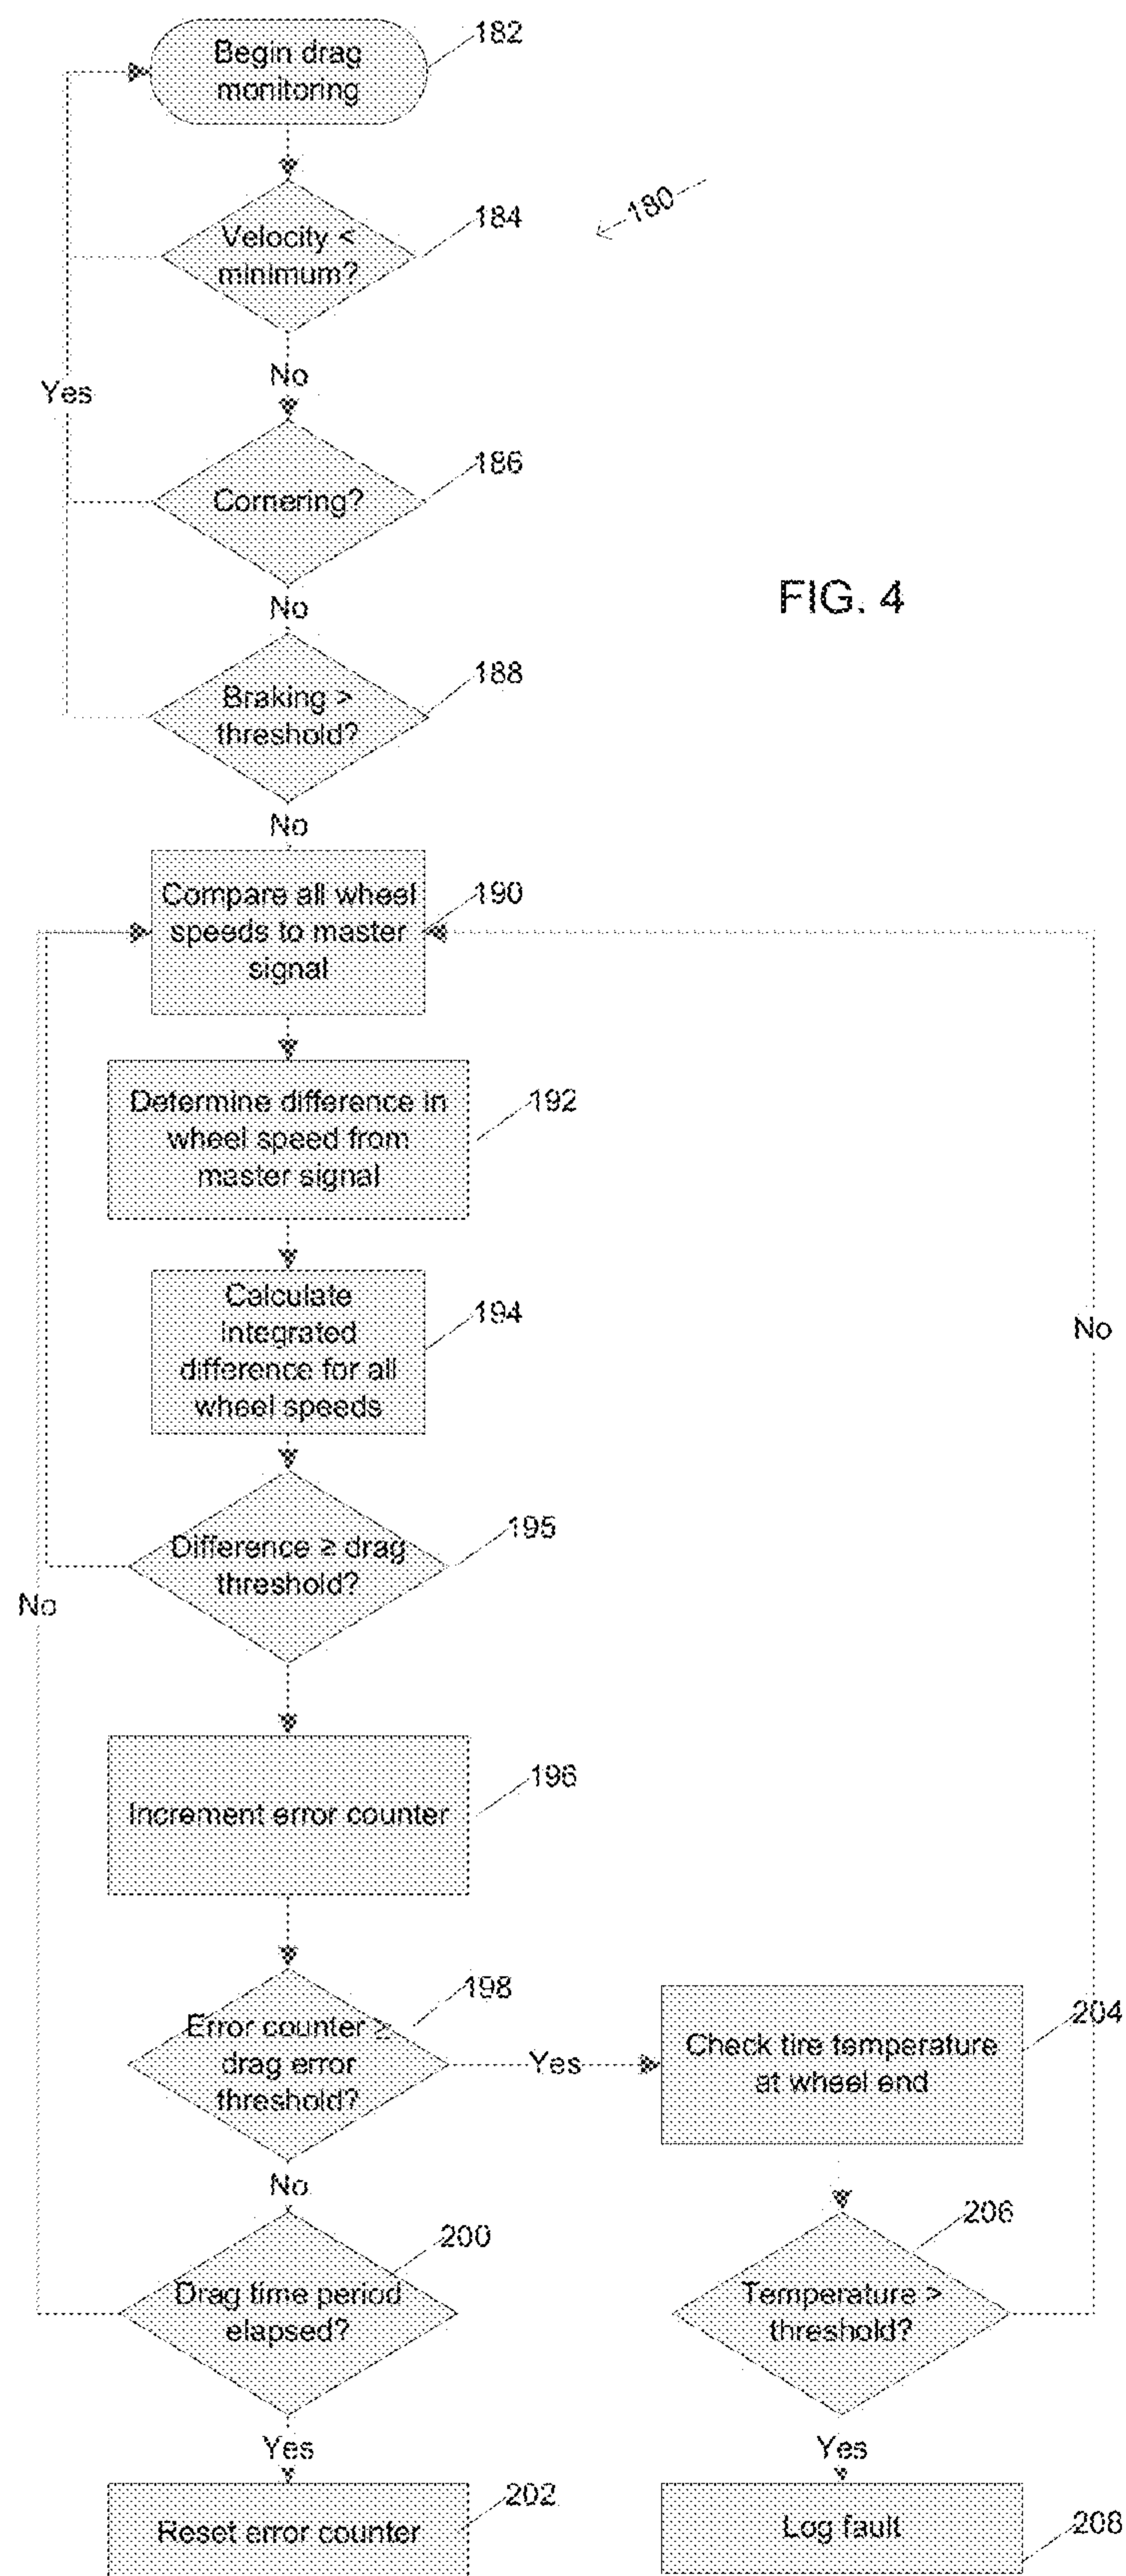 Begin drag
monitoring
182
180
Velocity <
minimum?
184
No
Yes
Cornering?
186
FIG. 4
No
Braking >
threshold?
188
No
Compare all wheel
speeds to master
signal
190
Determine difference in
wheel speed from
master signal
192
Calculate
integrated
difference for all
wheel speeds
194
No
Difference ≥ drag
threshold?
195
No
Increment error counter
196
Error counter ≥
drag error
threshold?
198
Yes
Check tire temperature
at wheel end
204
No
Drag time period
elapsed?
200
Temperature >
threshold?
206
Yes
Yes
Reset error counter
202
Log fault
208